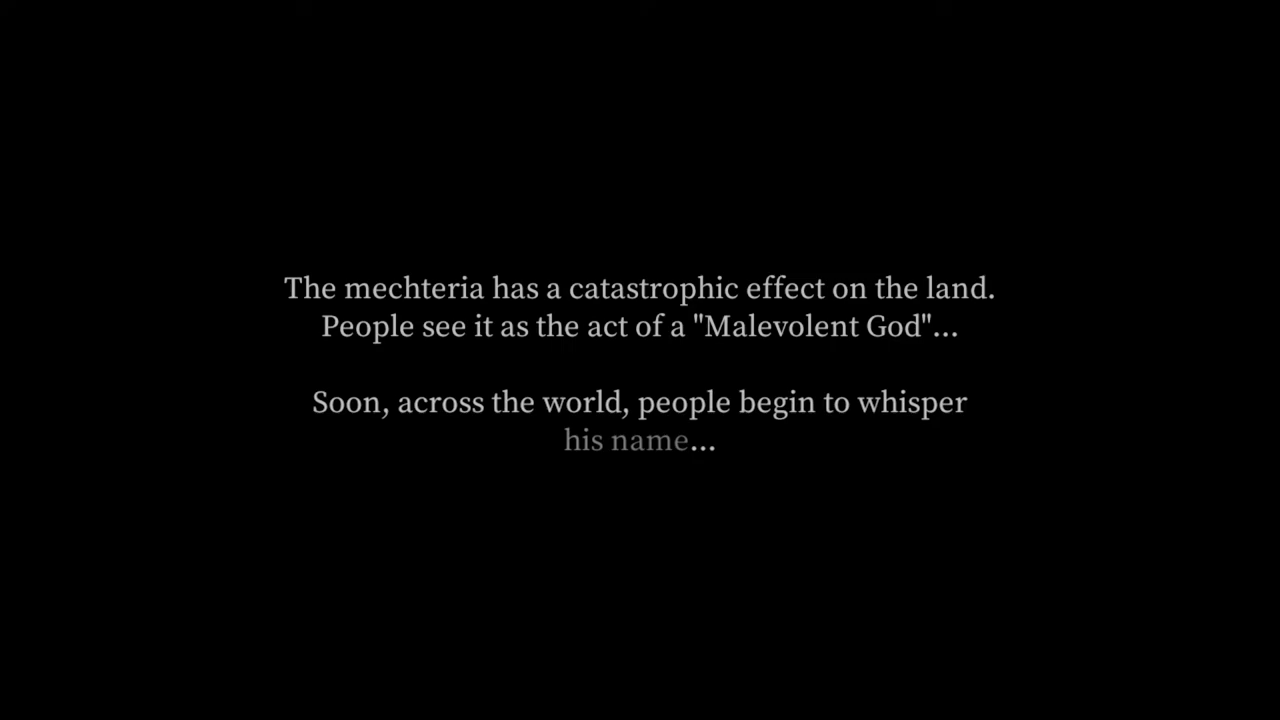 The mechteria has a catastrophic effect on the land.
People see it as the act of a "Malevolent God"...
Soon, across the world, people begin to whisper
his name...